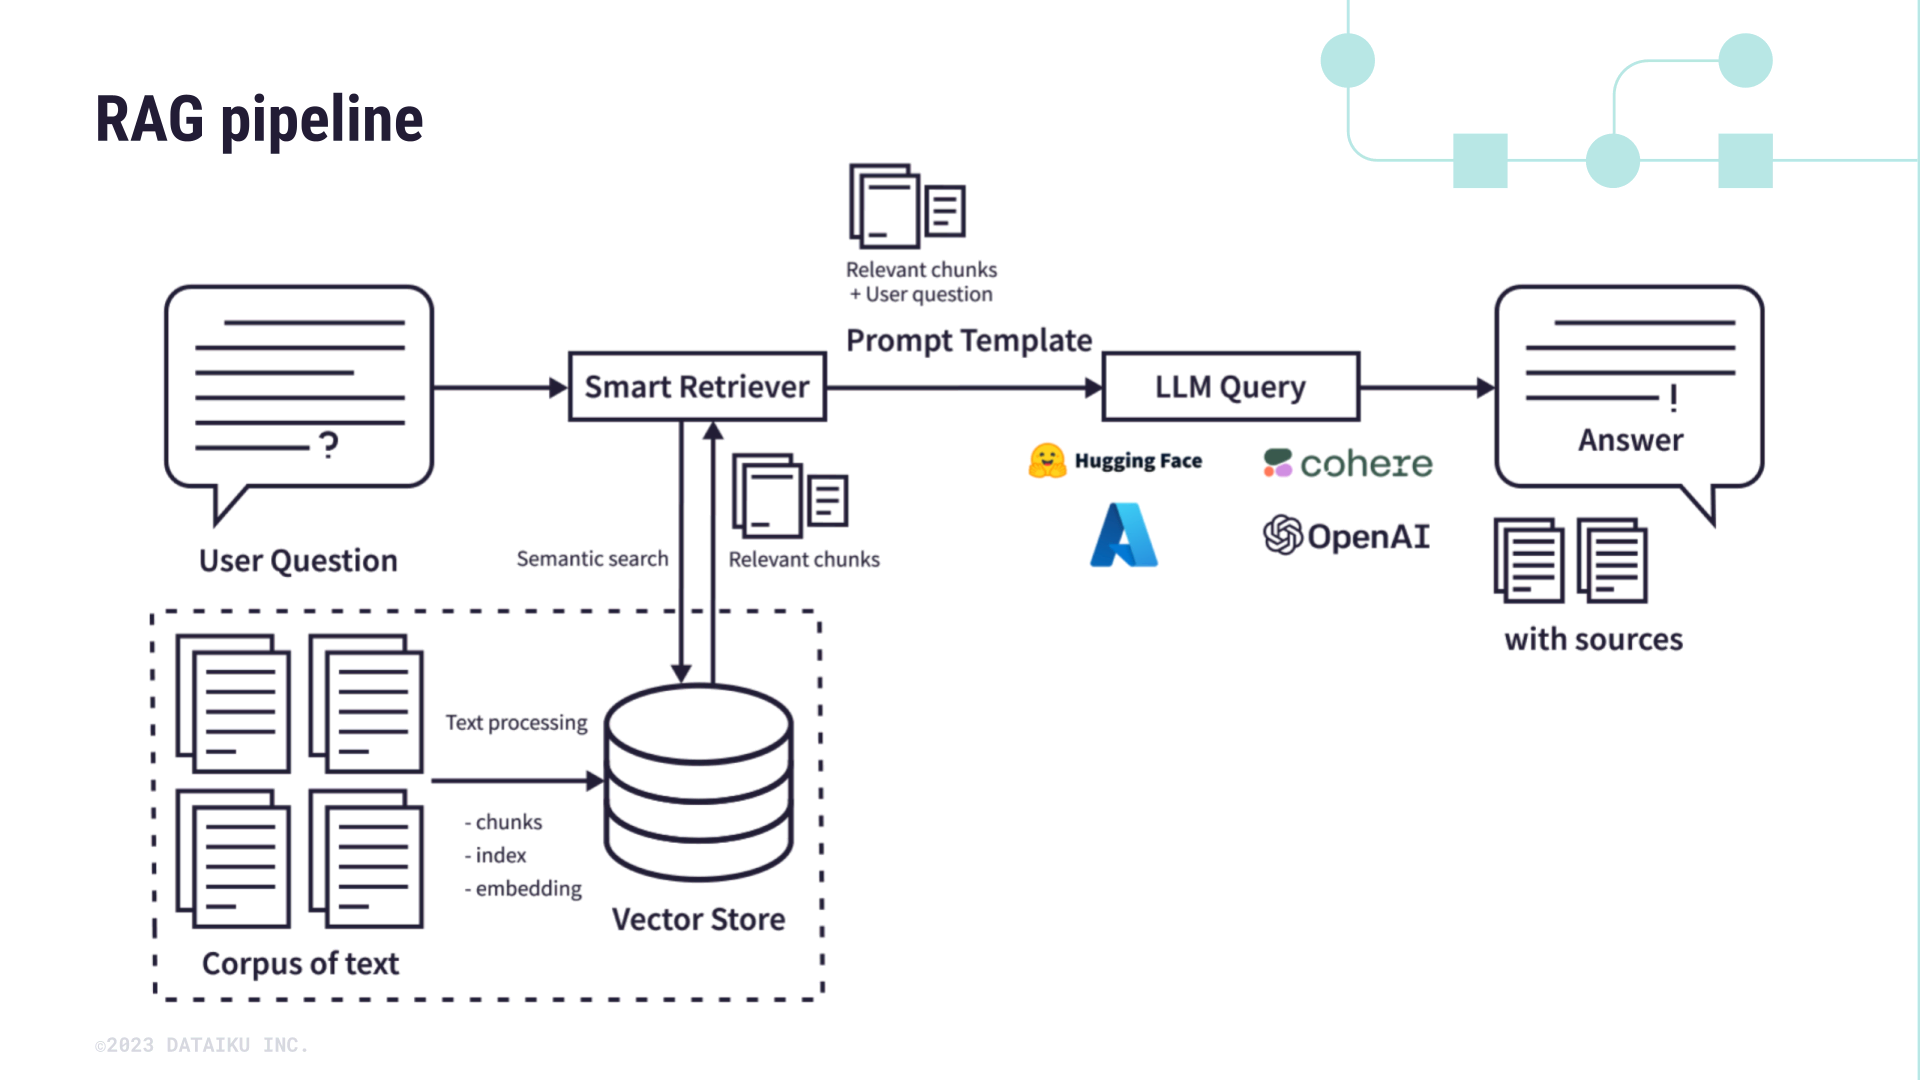 RAG pipeline
Relevant chunks
+ User question
Prompt Template
?
User Question
Smart Retriever
LLM Query
!
Answer
Hugging Face
cohere
OpenAI
with sources
Semantic search
Relevant chunks
Text processing
- chunks
- index
- embedding
Corpus of text
Vector Store
©2023 DATAIKU INC.